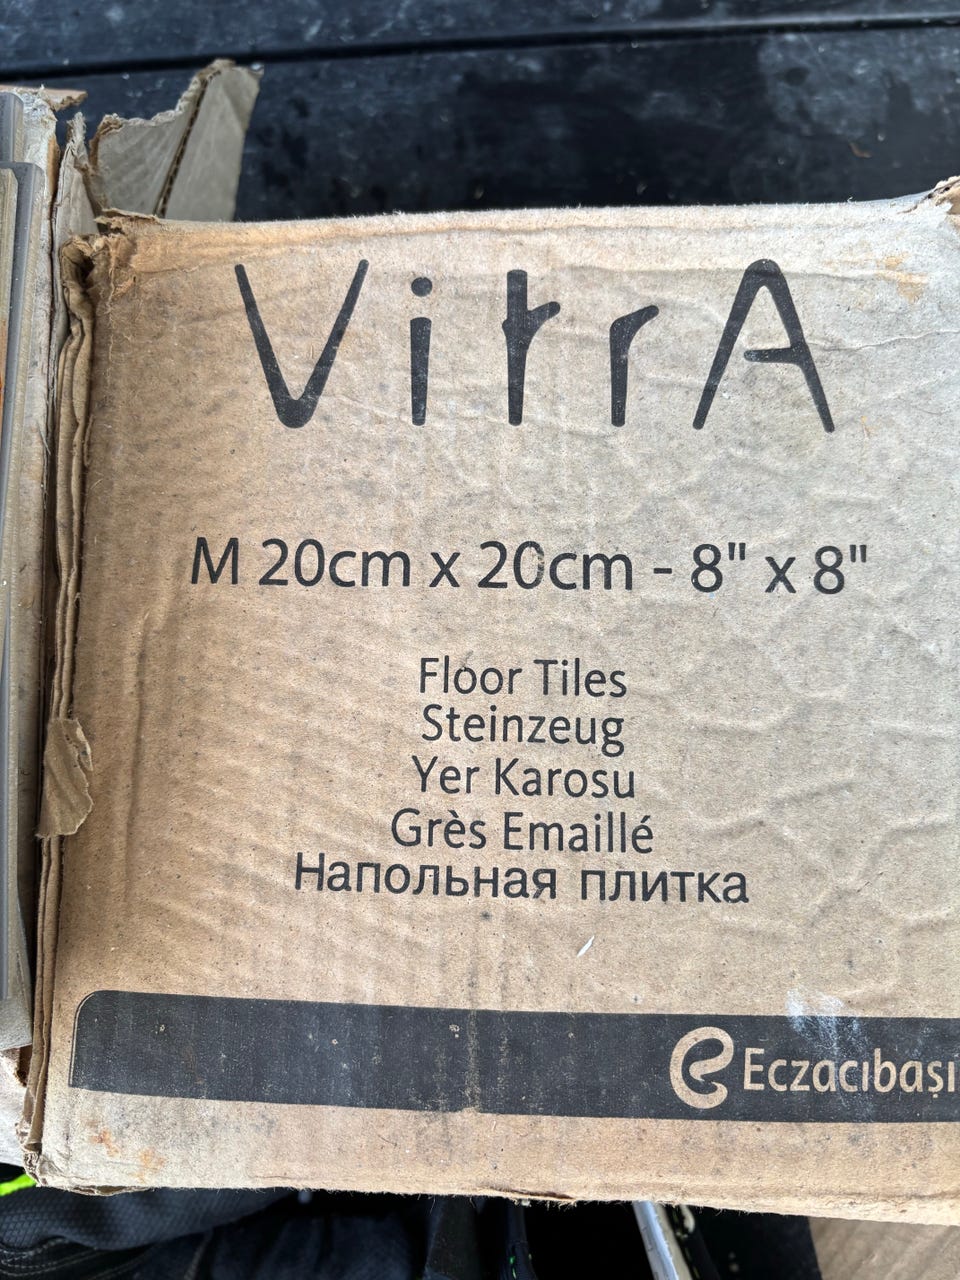 VitrA
M 20cm x 20cm - 8" x 8"
Floor Tiles
Steinzeug
Yer Karosu
Grès Emaillé
Напольная плитка
Eczacıbaşı